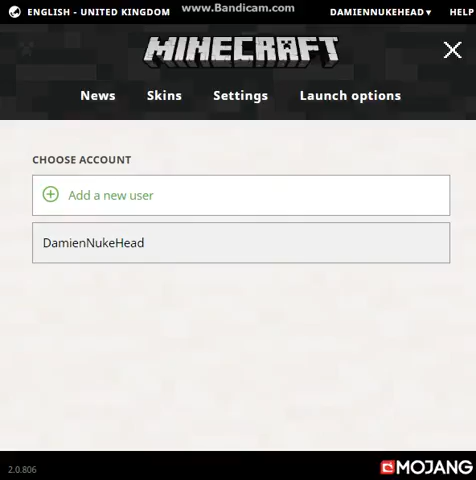 www.Bandicam.com
ENGLISH - UNITED KINGDOM DAMIENNUKEHEAD▾ HELP
MINECRAFT
News Skins Settings Launch options
CHOOSE ACCOUNT
Add a new user
DamienNukeHead
2.0.806 MOJANG